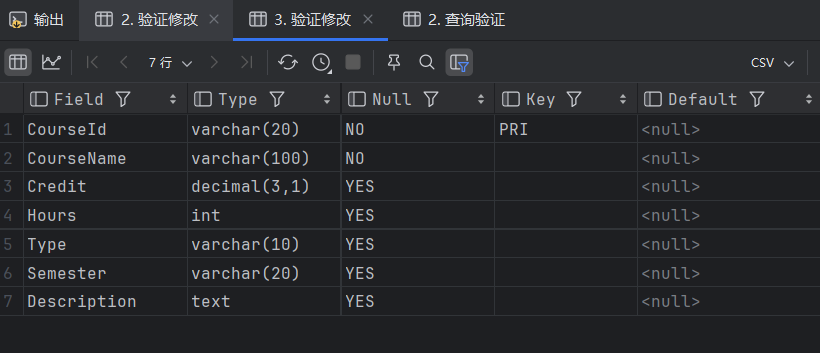 输出 2. 验证修改 3. 验证修改 2. 查询验证
7 行 CSV
Field Type Null Key Default
1 CourseId varchar(20) NO PRI <null>
2 CourseName varchar(100) NO <null>
3 Credit decimal(3,1) YES <null>
4 Hours int YES <null>
5 Type varchar(10) YES <null>
6 Semester varchar(20) YES <null>
7 Description text YES <null>